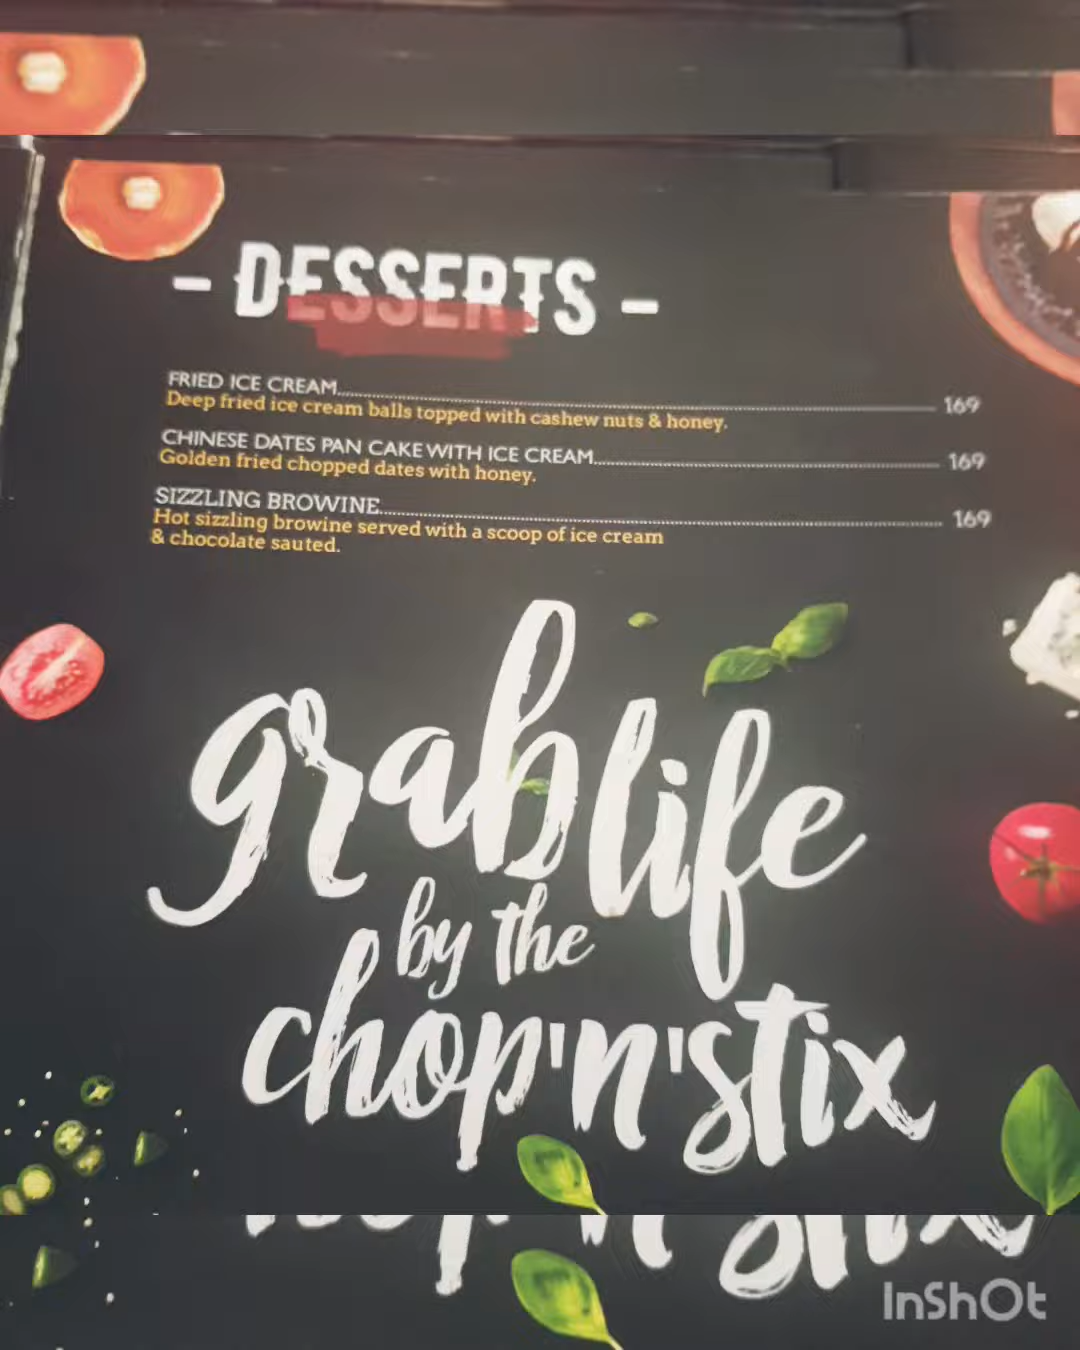 - DESSERTS -
FRIED ICE CREAM 169
Deep fried ice cream balls topped with cashew nuts & honey.
CHINESE DATES PAN CAKE WITH ICE CREAM 169
Golden fried chopped dates with honey.
SIZZLING BROWINE 169
Hot sizzling browine served with a scoop of ice cream
& chocolate sauted.
grab life
by the
chop'n'stix
InShOt